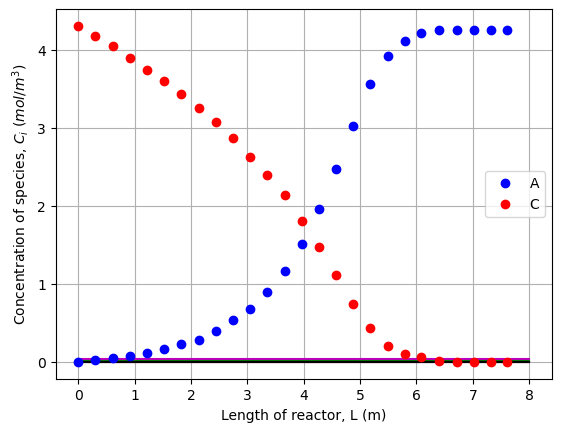 Concentration of species, $C_i$ ($mol/m^3$)
4
3
2
1
0
A
C
0 1 2 3 4 5 6 7 8
Length of reactor, L (m)